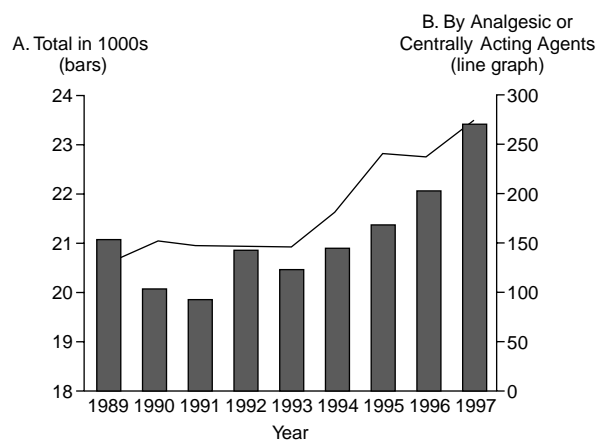 A. Total in 1000s
(bars)
B. By Analgesic or
Centrally Acting Agents
(line graph)
24
23
22
21
20
19
18
300
250
200
150
100
50
0
1989 1990 1991 1992 1993 1994 1995 1996 1997
Year